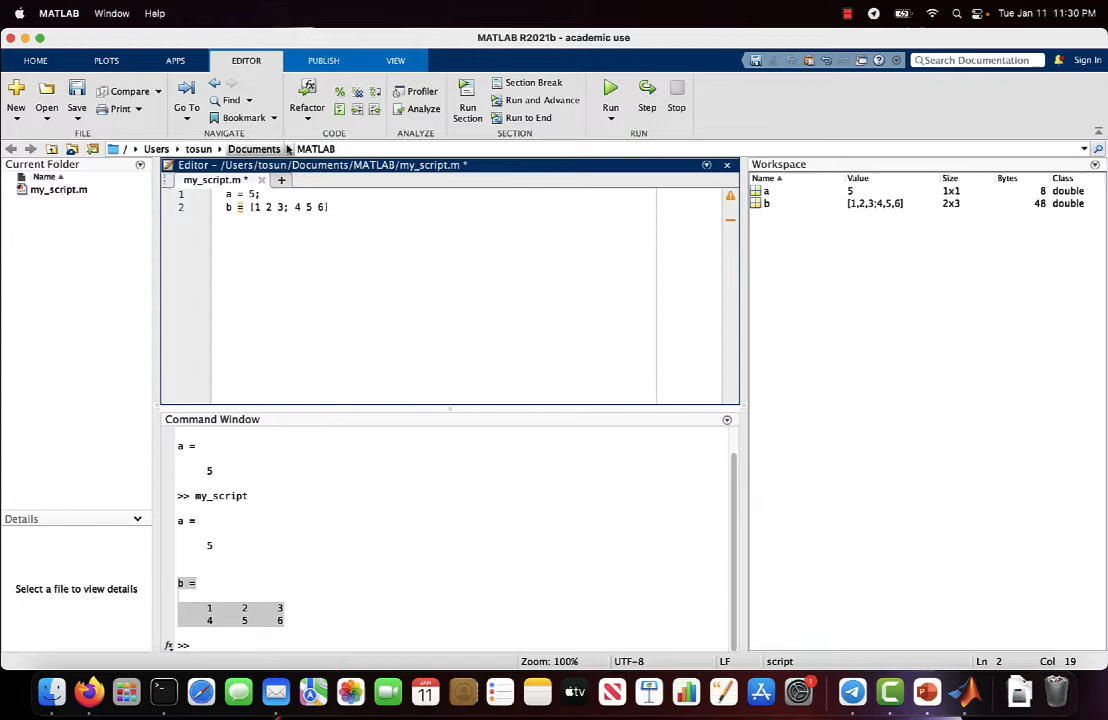 MATLAB Window Help Tue Jan 11 11:30 PM
MATLAB R2021b - academic use
HOME PLOTS APPS EDITOR PUBLISH VIEW Search Documentation Sign In
New Open Save Compare Print FILE
Go To Find Bookmark NAVIGATE
Refactor CODE
Profiler Analyze ANALYZE
Run Section Section Break Run and Advance Run to End SECTION
Run Step Stop RUN
/ Users tosun Documents MATLAB
Current Folder
Name
my_script.m
Editor - /Users/tosun/Documents/MATLAB/my_script.m *
my_script.m * +
1 a = 5;
2 b = [1 2 3; 4 5 6]
Workspace
Name Value Size Bytes Class
a 5 1x1 8 double
b [1,2,3;4,5,6] 2x3 48 double
Command Window
a =
5
>> my_script
a =
5
b =
1 2 3
4 5 6
fx >>
Details
Select a file to view details
Zoom: 100% UTF-8 LF script Ln 2 Col 19
JAN
11
tv
1